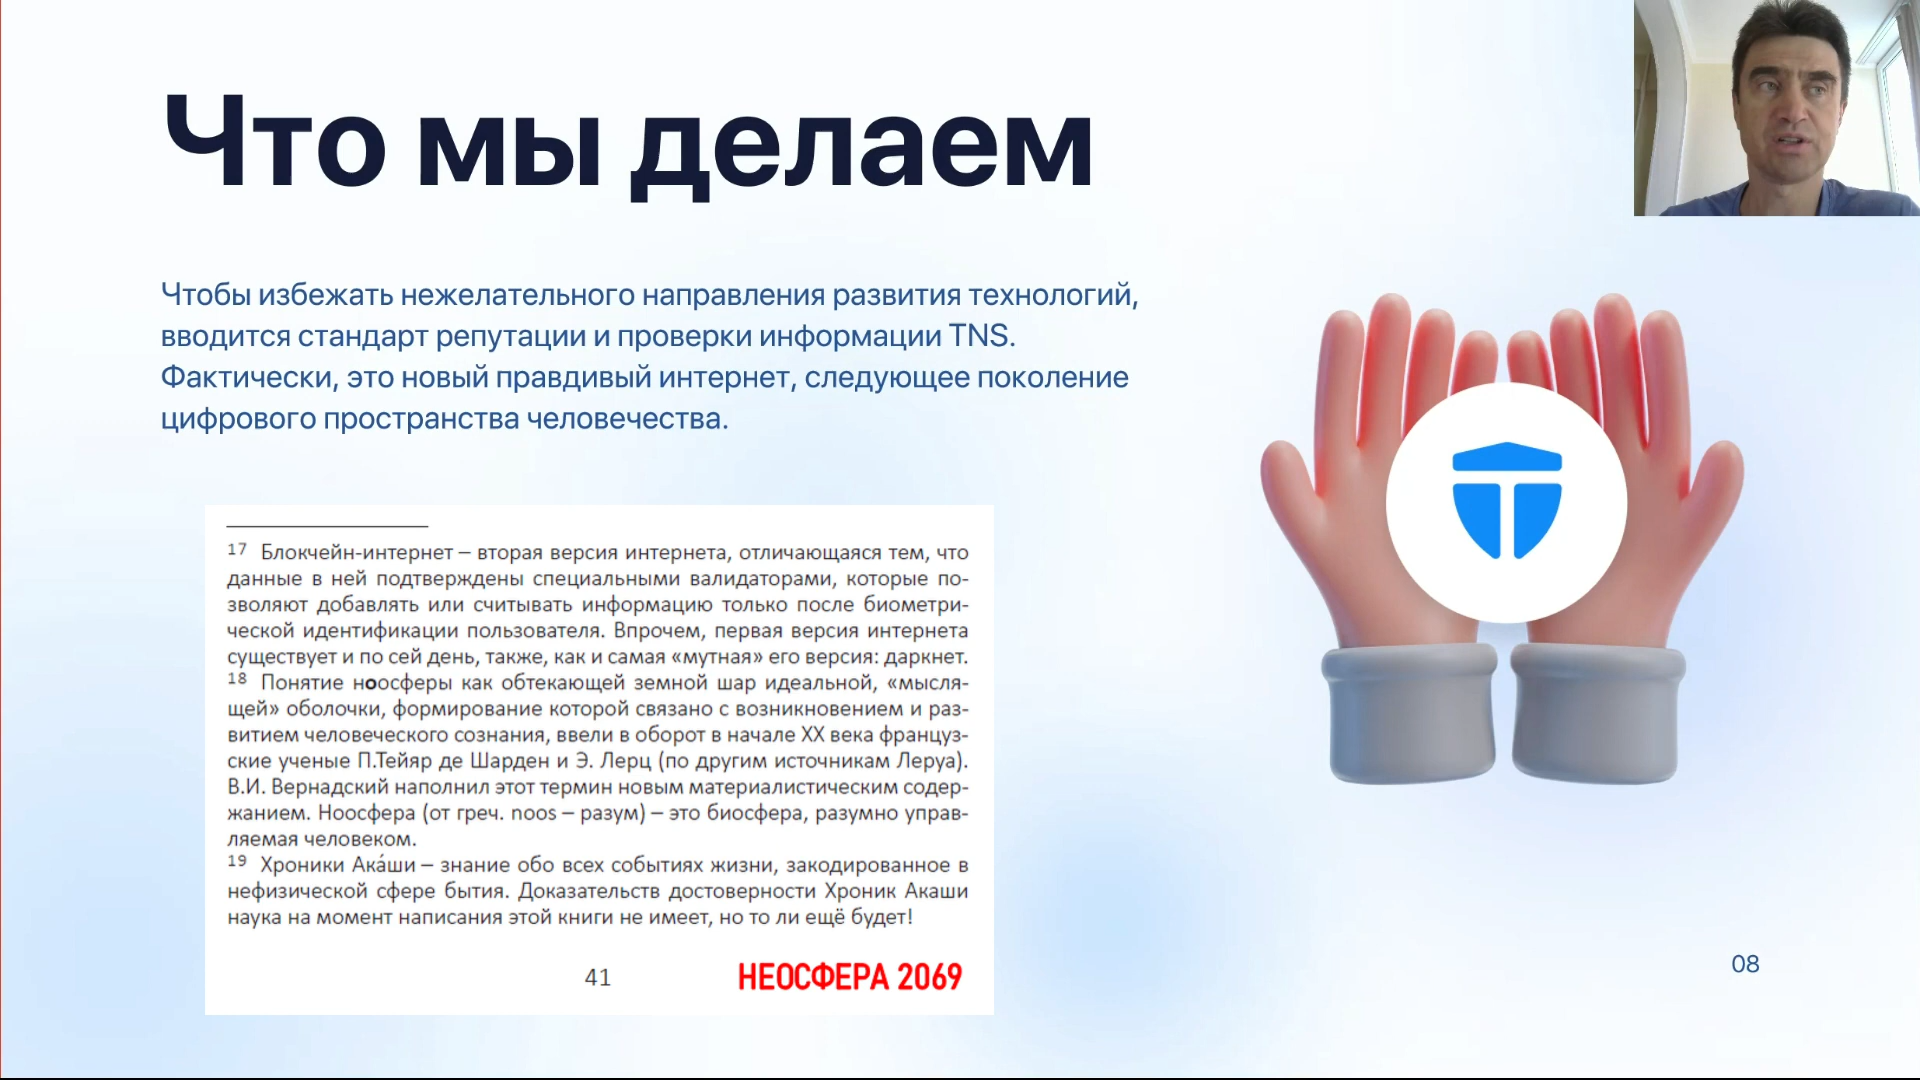 Что мы делаем
Чтобы избежать нежелательного направления развития технологий,
вводится стандарт репутации и проверки информации TNS.
Фактически, это новый правдивый интернет, следующее поколение
цифрового пространства человечества.
17 Блокчейн-интернет – вторая версия интернета, отличающаяся тем, что
данные в ней подтверждены специальными валидаторами, которые по-
зволяют добавлять или считывать информацию только после биометри-
ческой идентификации пользователя. Впрочем, первая версия интернета
существует и по сей день, также, как и самая «мутная» его версия: даркнет.
18 Понятие ноосферы как обтекающей земной шар идеальной, «мысля-
щей» оболочки, формирование которой связано с возникновением и раз-
витием человеческого сознания, ввели в оборот в начале XX века француз-
ские ученые П.Тейяр де Шарден и Э. Лерц (по другим источникам Леруа).
В.И. Вернадский наполнил этот термин новым материалистическим содер-
жанием. Ноосфера (от греч. noos – разум) – это биосфера, разумно управ-
ляемая человеком.
19 Хроники Ака́ши – знание обо всех событиях жизни, закодированное в
нефизической сфере бытия. Доказательств достоверности Хроник Акаши
наука на момент написания этой книги не имеет, но то ли ещё будет!
41 НЕОСФЕРА 2069
08